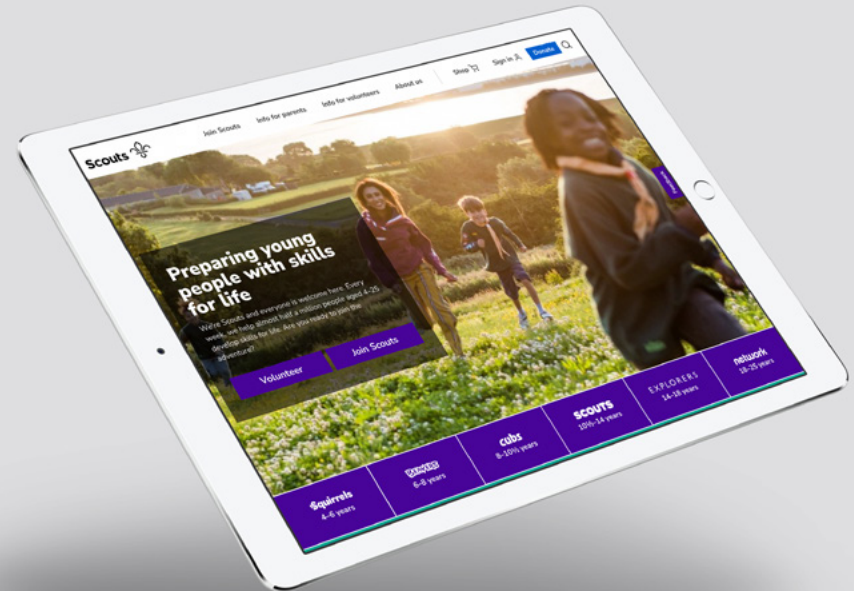 Scouts
Join Scouts
Info for parents
Info for volunteers
About us
Shop
Sign in
Donate
Feedback
Preparing young
people with skills
for life
We're Scouts and everyone is welcome here. Every
week, we help almost half a million people aged 4-25
develop skills for life. Are you ready to join the
adventure?
Volunteer
Join Scouts
Squirrels
4-6 years
6-8 years
cubs
8-10½ years
scouts
10½-14 years
EXPLORERS
14-18 years
network
18-25 years